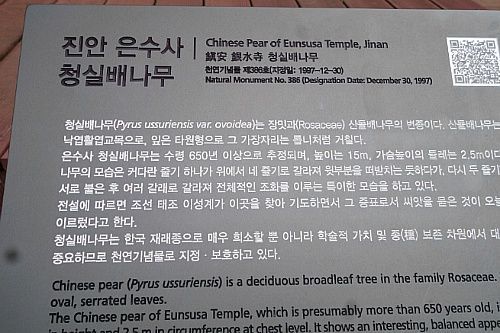 진안 은수사
청실배나무
Chinese Pear of Eunsusa Temple, Jinan
鎭安 銀水寺 청실배나무
천연기념물 제386호(지정일: 1997-12-30)
Natural Monument No. 386 (Designation Date: December 30, 1997)
청실배나무(Pyrus ussuriensis var. ovoidea)는 장밋과(Rosaceae) 산돌배나무의 변종이다. 산돌배나무는
낙엽활엽교목으로, 잎은 타원형으로 그 가장자리는 톱니처럼 거칠다.
은수사 청실배나무는 수령 650년 이상으로 추정되며, 높이는 15m, 가슴높이의 둘레는 2.5m이다
나무의 모습은 커다란 줄기 하나가 위에서 네 줄기로 갈라져 윗부분을 떠받치는 듯하다가, 다시 두 줄기
서로 붙은 후 여러 갈래로 갈라져 전체적인 조화를 이루는 특이한 모습을 하고 있다.
전설에 따르면 조선 태조 이성계가 이곳을 찾아 기도하면서 그 증표로서 씨앗을 묻은 것이 오늘
이르렀다고 한다.
청실배나무는 한국 재래종으로 매우 희소할 뿐 아니라 학술적 가치 및 종(種) 보존 차원에서 대
중요하므로 천연기념물로 지정·보호하고 있다.
Chinese pear (Pyrus ussuriensis) is a deciduous broadleaf tree in the family Rosaceae.
oval, serrated leaves.
The Chinese Pear of Eunsusa Temple, which is presumably more than 650 years old, i
in height and 2.5 m in circumference at chest level. It shows an interesting, balanced appe